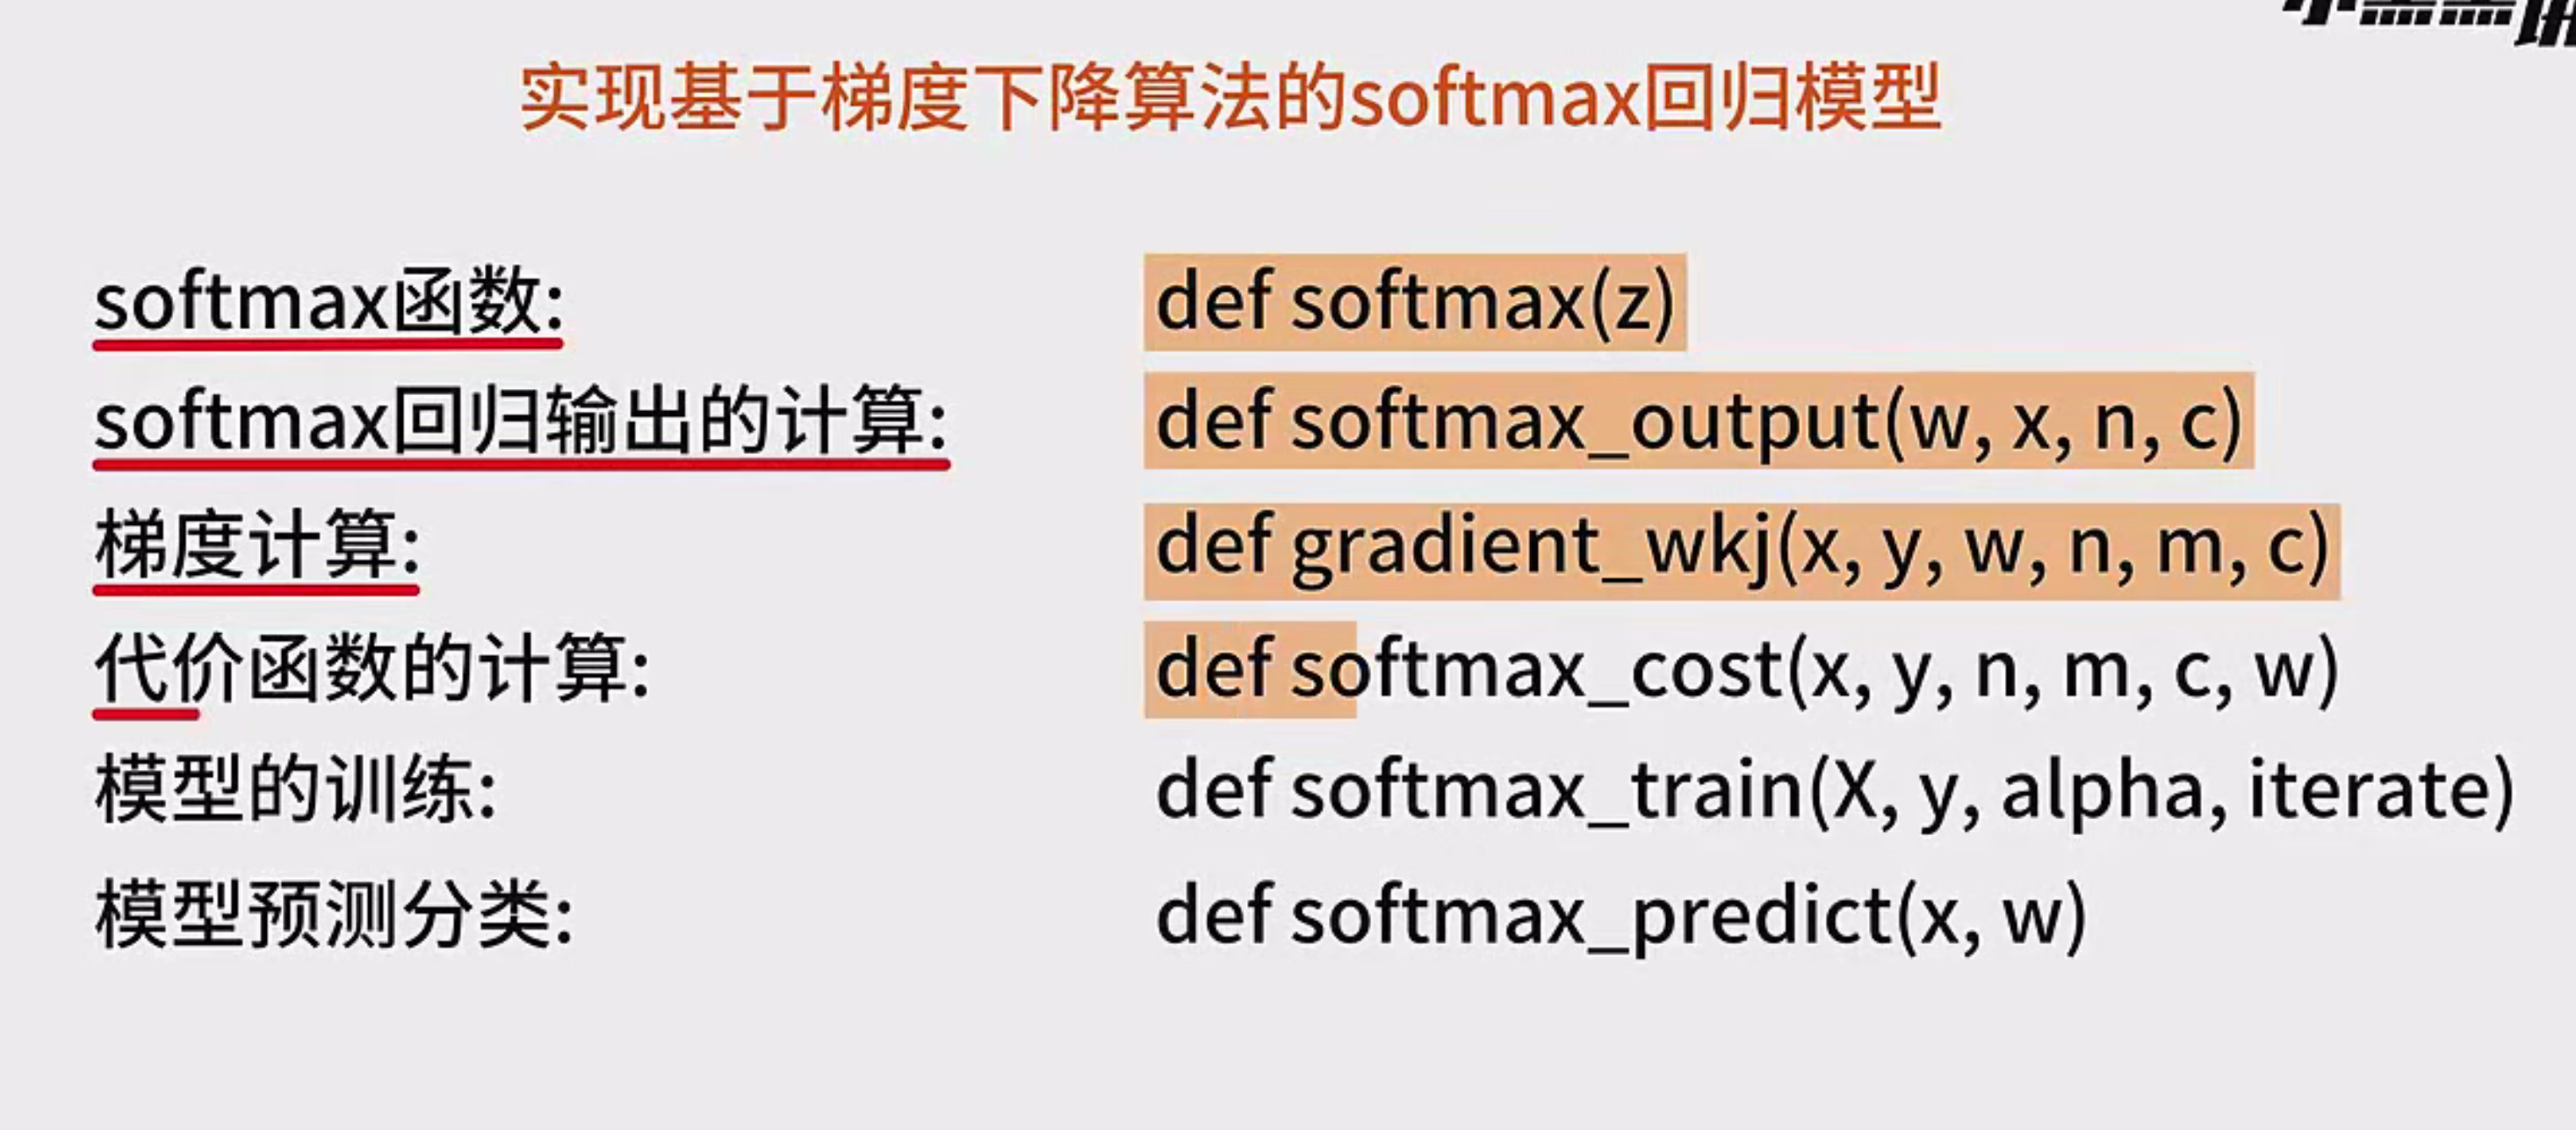 实现基于梯度下降算法的softmax回归模型
softmax函数: def softmax(z)
softmax回归输出的计算: def softmax_output(w, x, n, c)
梯度计算: def gradient_wkj(x, y, w, n, m, c)
代价函数的计算: def softmax_cost(x, y, n, m, c, w)
模型的训练: def softmax_train(X, y, alpha, iterate)
模型预测分类: def softmax_predict(x, w)